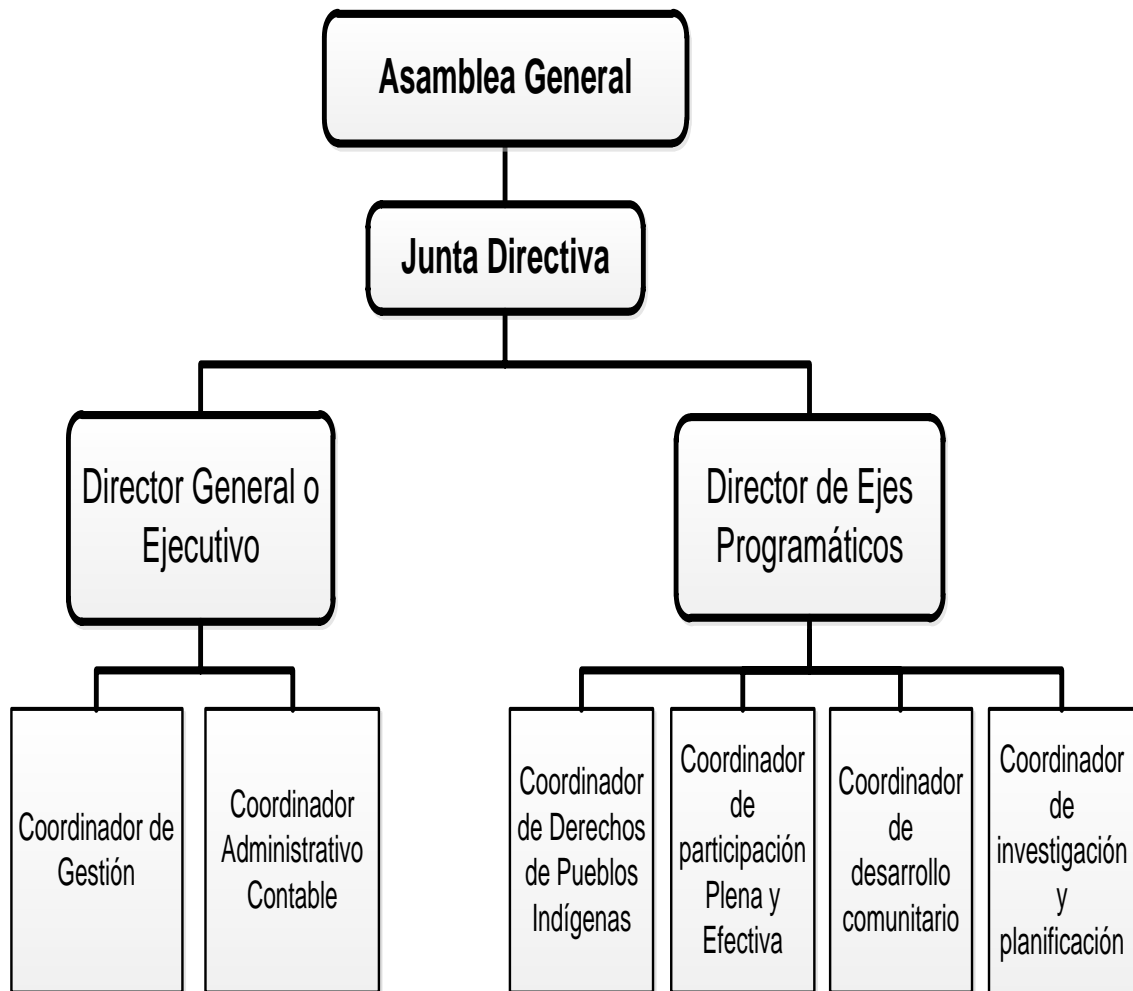 Asamblea General
Junta Directiva
Director General o
Ejecutivo
Director de Ejes
Programáticos
Coordinador de
Gestión
Coordinador
Administrativo
Contable
Coordinador
de Derechos
de Pueblos
Indígenas
Coordinador
de
participación
Plena y
Efectiva
Coordinador
de
desarrollo
comunitario
Coordinador
de
investigación
y
planificación